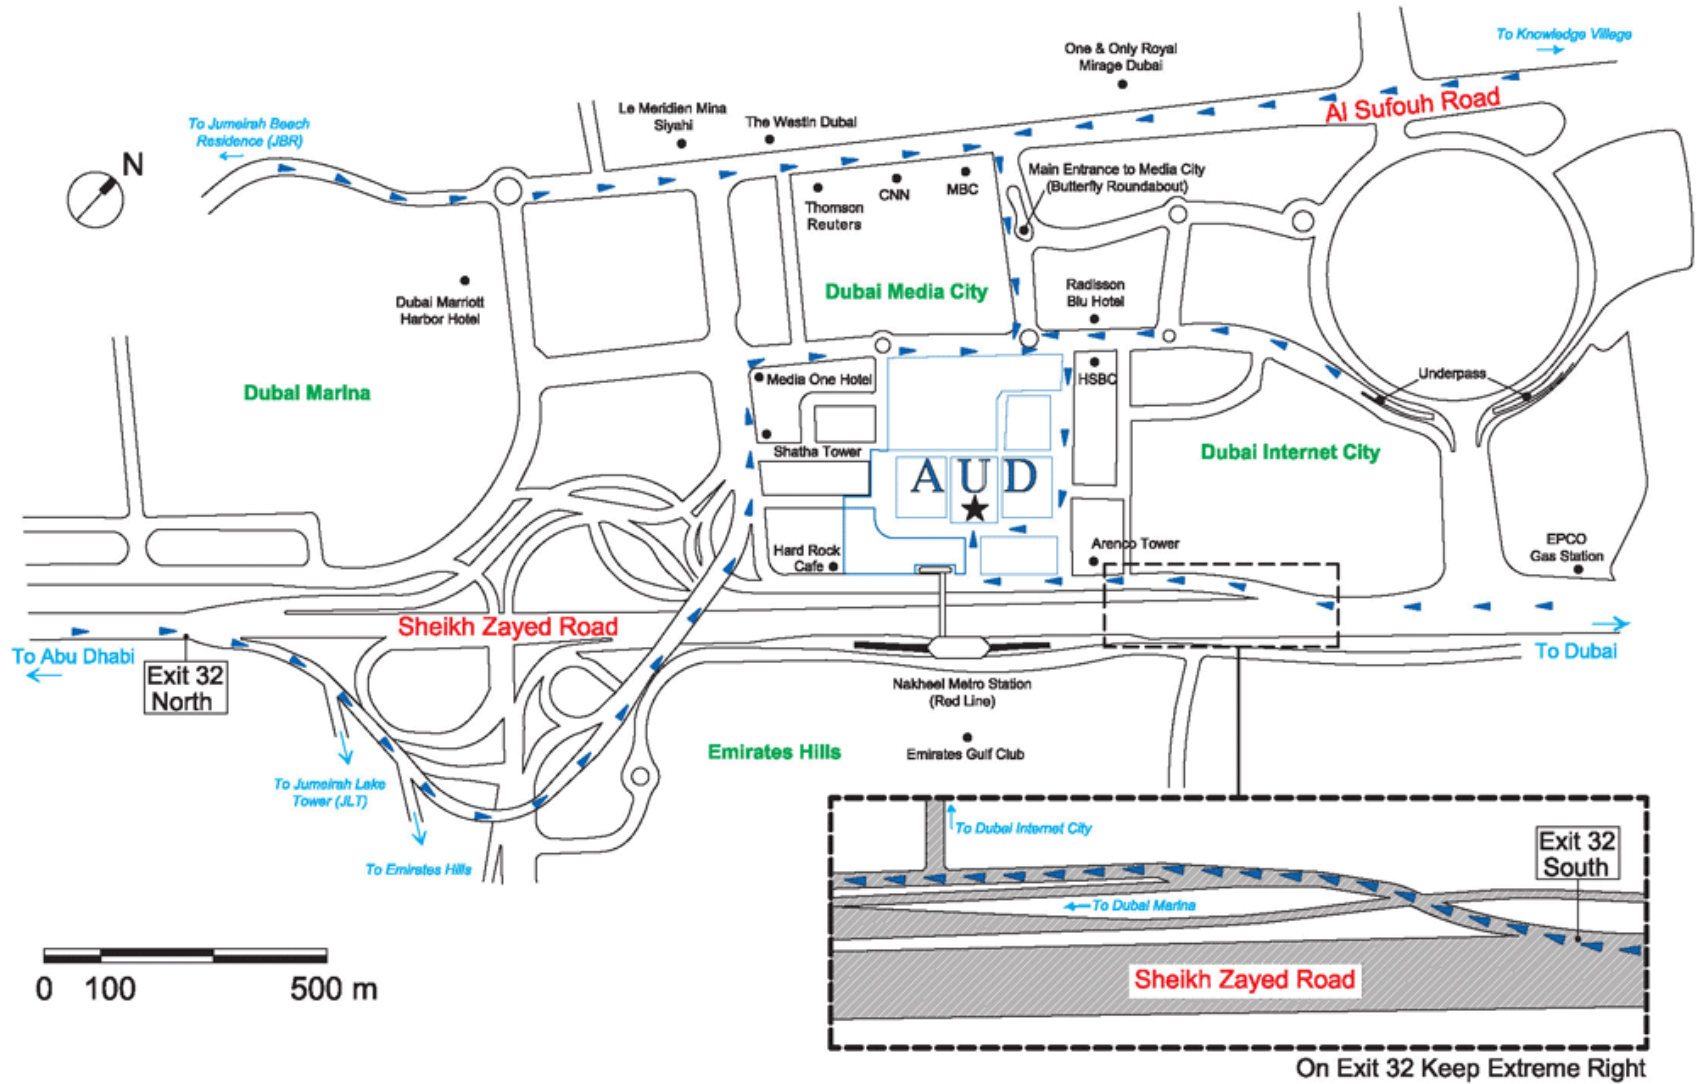 To Knowledge Village
One & Only Royal
Mirage Dubai
Al Sufouh Road
Le Meridien Mina
Siyahi
The Westin Dubai
To Jumeirah Beach
Residence (JBR)
N
Main Entrance to Media City
(Butterfly Roundabout)
MBC
CNN
Thomson
Reuters
Dubai Media City
Radisson
Blu Hotel
Dubai Marriott
Harbor Hotel
Dubai Marina
Media One Hotel
HSBC
Underpass
Shatha Tower
Dubai Internet City
A U D
Hard Rock
Cafe
Arenco Tower
EPCO
Gas Station
Sheikh Zayed Road
To Abu Dhabi
Exit 32
North
To Dubai
Nakheel Metro Station
(Red Line)
Emirates Hills
Emirates Gulf Club
To Jumeirah Lake
Tower (JLT)
To Emirates Hills
To Dubai Internet City
Exit 32
South
To Dubai Marina
Sheikh Zayed Road
0 100 500 m
On Exit 32 Keep Extreme Right